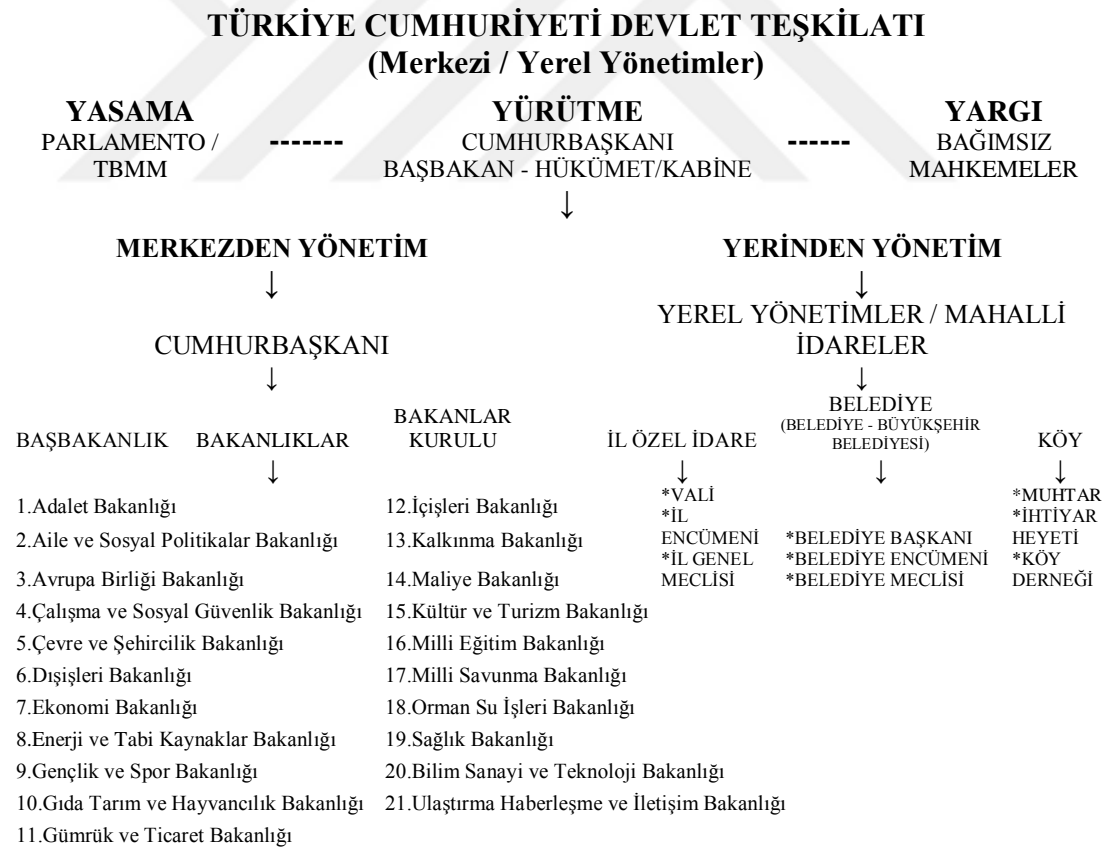 TÜRKİYE CUMHURİYETİ DEVLET TEŞKİLATI
(Merkezi / Yerel Yönetimler)
YASAMA
PARLAMENTO /
TBMM
-------
YÜRÜTME
CUMHURBAŞKANI
BAŞBAKAN - HÜKÜMET/KABİNE
------
YARGI
BAĞIMSIZ
MAHKEMELER
↓
MERKEZDEN YÖNETİM
↓
CUMHURBAŞKANI
↓
YERİNDEN YÖNETİM
↓
YEREL YÖNETİMLER / MAHALLİ
İDARELER
↓
BAŞBAKANLIK
BAKANLIKLAR
↓
BAKANLAR
KURULU
1.Adalet Bakanlığı
2.Aile ve Sosyal Politikalar Bakanlığı
3.Avrupa Birliği Bakanlığı
4.Çalışma ve Sosyal Güvenlik Bakanlığı
5.Çevre ve Şehircilik Bakanlığı
6.Dışişleri Bakanlığı
7.Ekonomi Bakanlığı
8.Enerji ve Tabi Kaynaklar Bakanlığı
9.Gençlik ve Spor Bakanlığı
10.Gıda Tarım ve Hayvancılık Bakanlığı
11.Gümrük ve Ticaret Bakanlığı
12.İçişleri Bakanlığı
13.Kalkınma Bakanlığı
14.Maliye Bakanlığı
15.Kültür ve Turizm Bakanlığı
16.Milli Eğitim Bakanlığı
17.Milli Savunma Bakanlığı
18.Orman Su İşleri Bakanlığı
19.Sağlık Bakanlığı
20.Bilim Sanayi ve Teknoloji Bakanlığı
21.Ulaştırma Haberleşme ve İletişim Bakanlığı
İL ÖZEL İDARE
↓
*VALİ
*İL
ENCÜMENİ
*İL GENEL
MECLİSİ
BELEDİYE
(BELEDİYE - BÜYÜKŞEHİR
BELEDİYESİ)
↓
*BELEDİYE BAŞKANI
*BELEDİYE ENCÜMENİ
*BELEDİYE MECLİSİ
KÖY
↓
*MUHTAR
*İHTİYAR
HEYETİ
*KÖY
DERNEĞİ